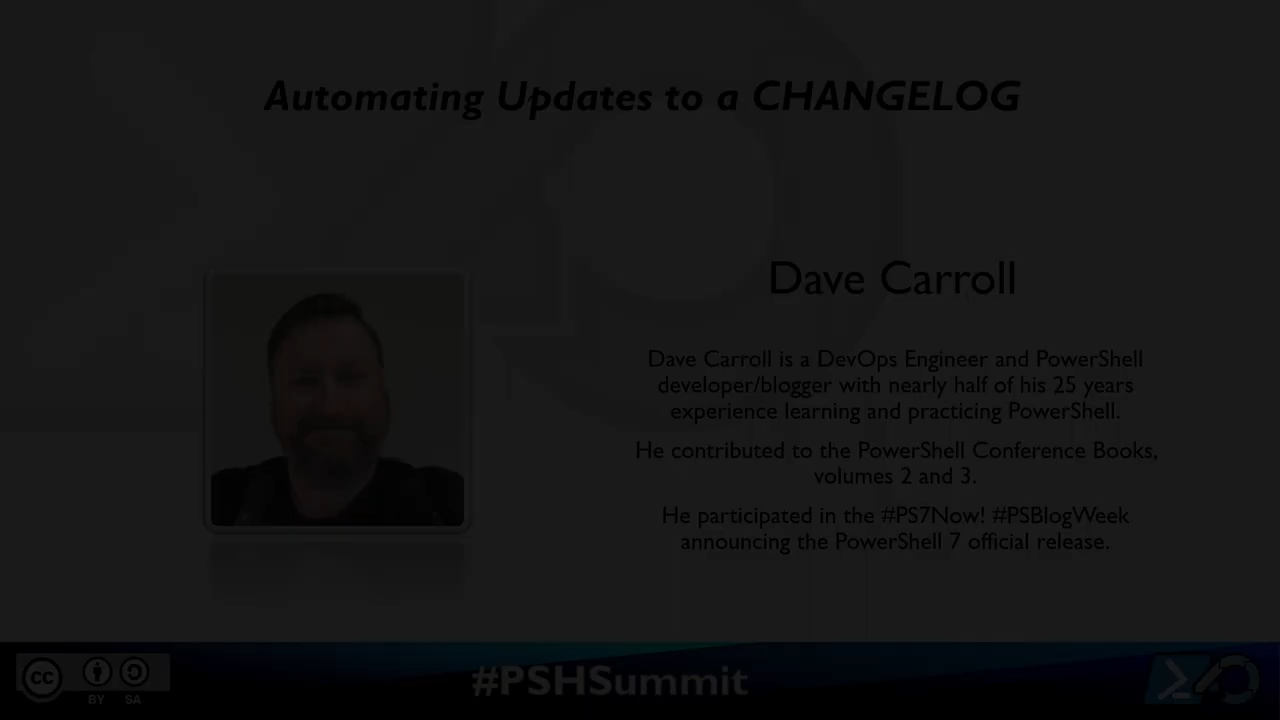 Automating Updates to a CHANGELOG
Dave Carroll
Dave Carroll is a DevOps Engineer and PowerShell
developer/blogger with nearly half of his 25 years
experience learning and practicing PowerShell.
He contributed to the PowerShell Conference Books,
volumes 2 and 3.
He participated in the #PS7Now! #PSBlogWeek
announcing the PowerShell 7 official release.
cc
BY SA
#PSHSummit